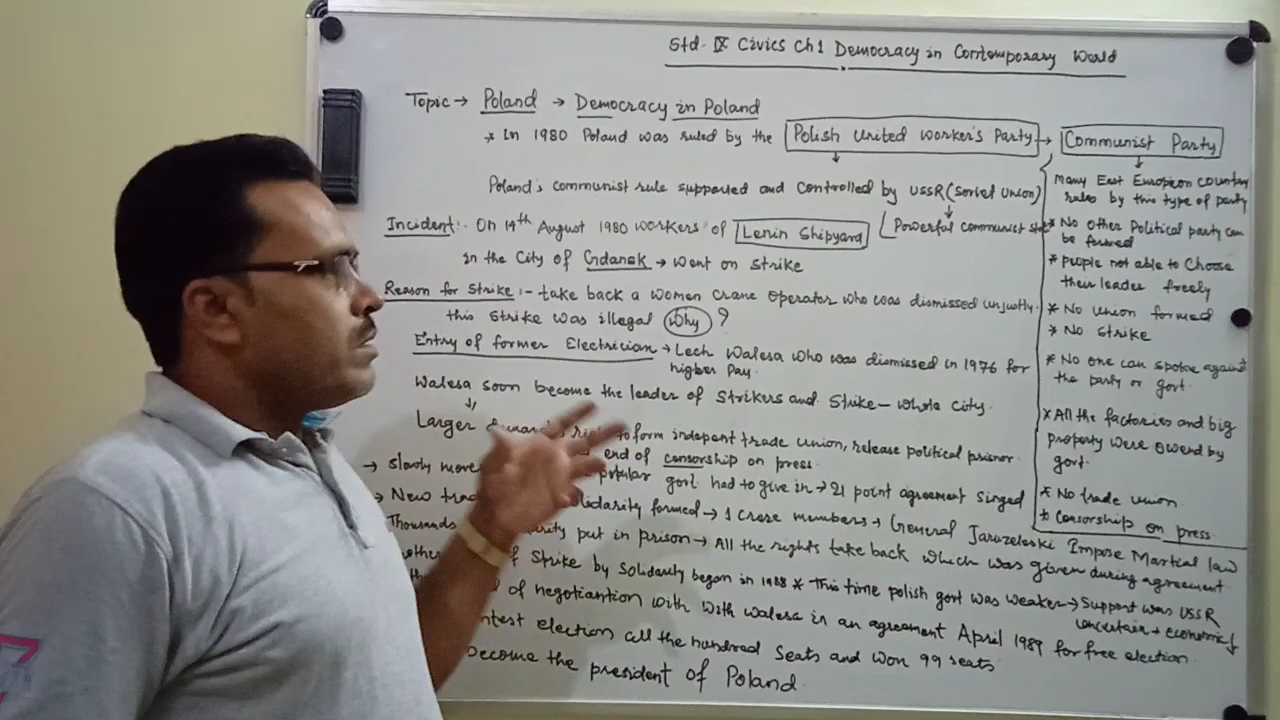 Std- IX Civics Ch1 Democracy in Contomporary World
Topic → Poland → Democracy in Poland
* In 1980 Poland was ruled by the Polish united worker's Party → Communist Party
Poland's communist rule supported and controlled by USSR (Soviet Union)
Powerful communist
Incident:- On 14th August 1980 workers of Lenin Shipyard
in the City of Gdansk → went on strike
Reason for Strike :- take back a women crane operator who was dismissed unjustly.
this strike was illegal Why ?
Entry of former Electrician → Lech Walesa who was dismissed in 1976 for
higher Pay.
Walesa soon become the leader of strikers and strike - whole city.
Larger to form indepent trade union, release political prisnor.
end of censorship on press.
→ Slowly popular govt. had to give in → 21 point agreement singed
→ New formed → 1 crore members → General Jaruzelski Impose Martial law
Thousands put in prison → All the rights take back which was given during agreement
strike by Solidarity began in 1988 * This time polish govt was weaker → Support was USSR
uncertain + economical ↓
of negotiantion with with walesa in an agreement April 1989 for free election.
election all the hundred seats and won 99 seats
become the president of Poland.
Many East European country
rules by this type of party
* No other Political party can
be formed
* people not able to choose
their leader freely
* No union formed
* No strike
* No one can spoke against
the party or govt.
* All the factories and big
property were owend by
govt.
* No trade union
* Censorship on press